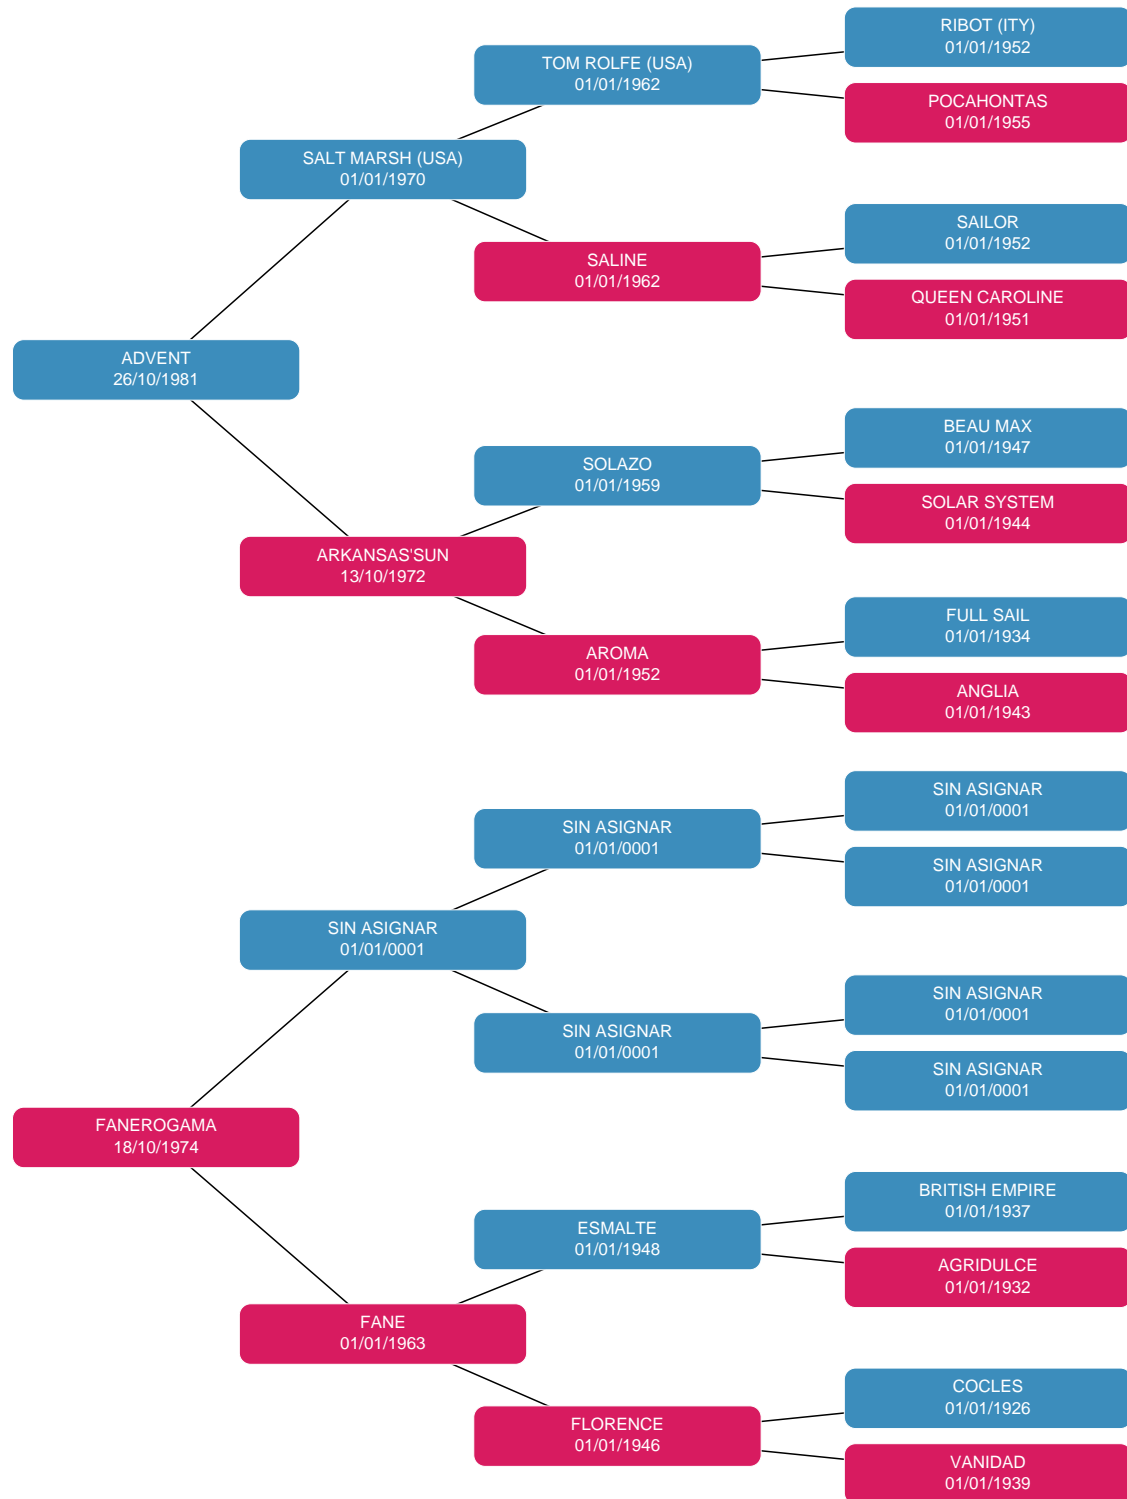 RIBOT (ITY)
01/01/1952
TOM ROLFE (USA)
01/01/1962
POCAHONTAS
01/01/1955
SALT MARSH (USA)
01/01/1970
SAILOR
01/01/1952
SALINE
01/01/1962
QUEEN CAROLINE
01/01/1951
ADVENT
26/10/1981
BEAU MAX
01/01/1947
SOLAZO
01/01/1959
SOLAR SYSTEM
01/01/1944
ARKANSAS'SUN
13/10/1972
FULL SAIL
01/01/1934
AROMA
01/01/1952
ANGLIA
01/01/1943
SIN ASIGNAR
01/01/0001
SIN ASIGNAR
01/01/0001
SIN ASIGNAR
01/01/0001
SIN ASIGNAR
01/01/0001
SIN ASIGNAR
01/01/0001
SIN ASIGNAR
01/01/0001
SIN ASIGNAR
01/01/0001
FANEROGAMA
18/10/1974
BRITISH EMPIRE
01/01/1937
ESMALTE
01/01/1948
AGRIDULCE
01/01/1932
FANE
01/01/1963
COCLES
01/01/1926
FLORENCE
01/01/1946
VANIDAD
01/01/1939